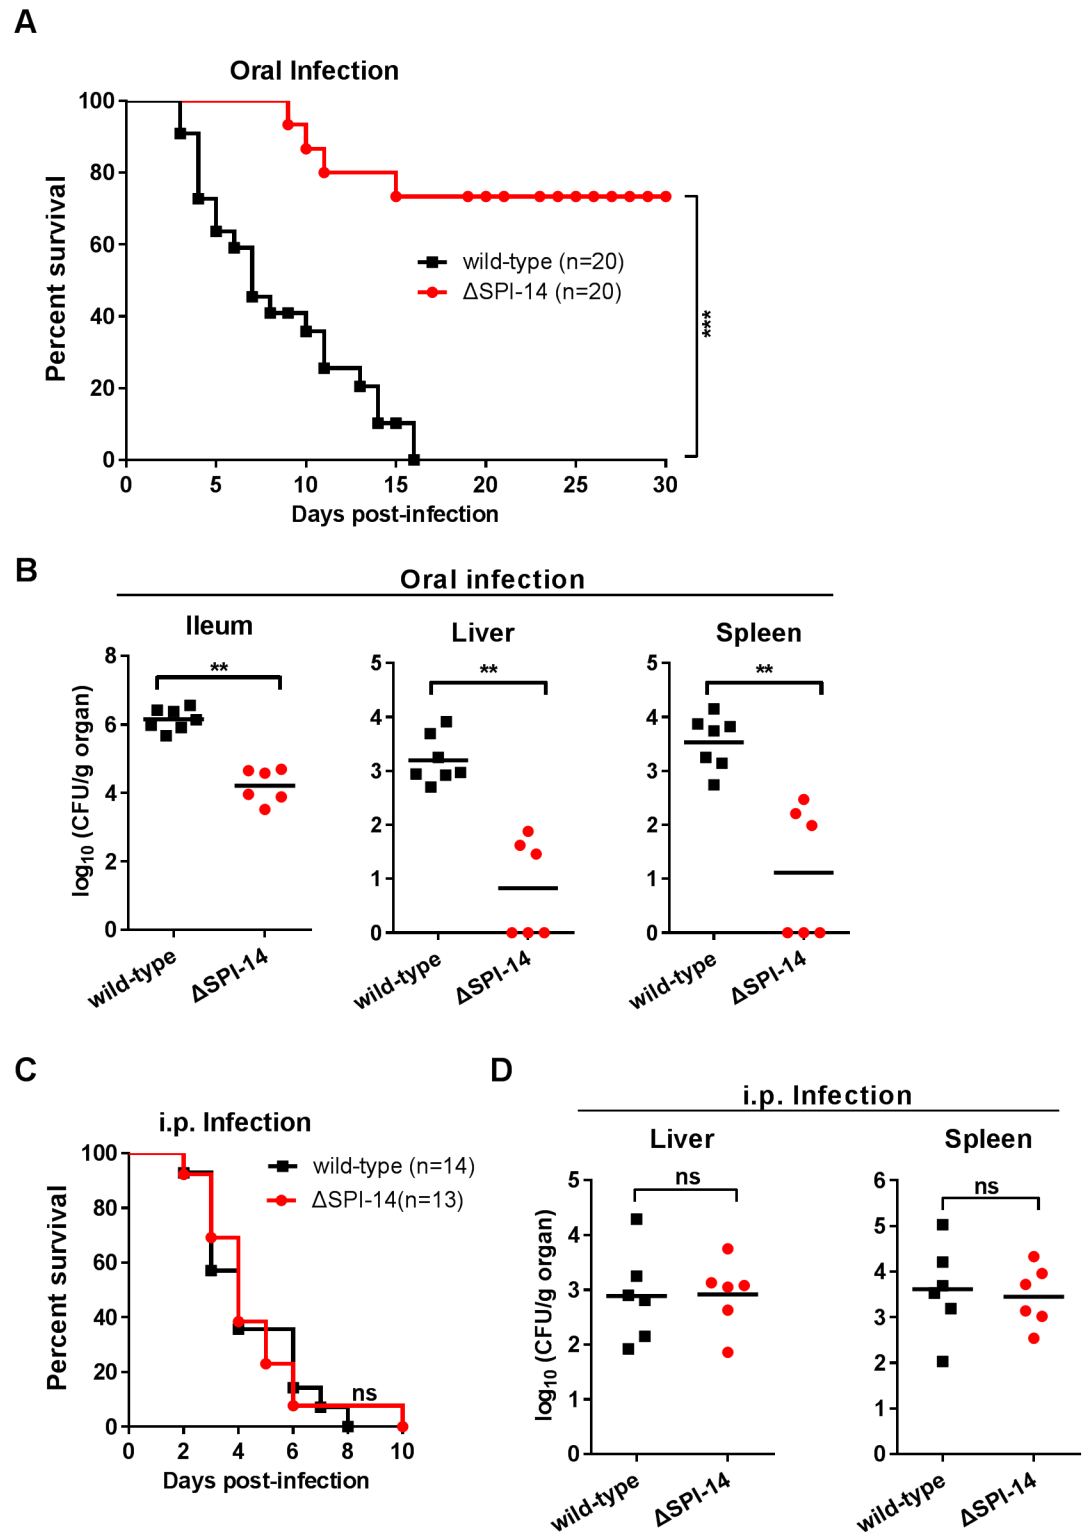 A
Oral Infection
Percent survival
100
80
60
40
20
0
wild-type (n=20)
ΔSPI-14 (n=20)
***
0 5 10 15 20 25 30
Days post-infection
B
Oral infection
Ileum
Liver
Spleen
log10 (CFU/g organ)
8
6
4
2
0
**
wild-type
ΔSPI-14
5
4
3
2
1
0
**
wild-type
ΔSPI-14
5
4
3
2
1
0
**
wild-type
ΔSPI-14
C
i.p. Infection
Percent survival
100
80
60
40
20
0
wild-type (n=14)
ΔSPI-14(n=13)
ns
0 2 4 6 8 10
Days post-infection
D
i.p. Infection
Liver
Spleen
log10 (CFU/g organ)
5
4
3
2
1
0
ns
wild-type
ΔSPI-14
6
5
4
3
2
1
0
ns
wild-type
ΔSPI-14